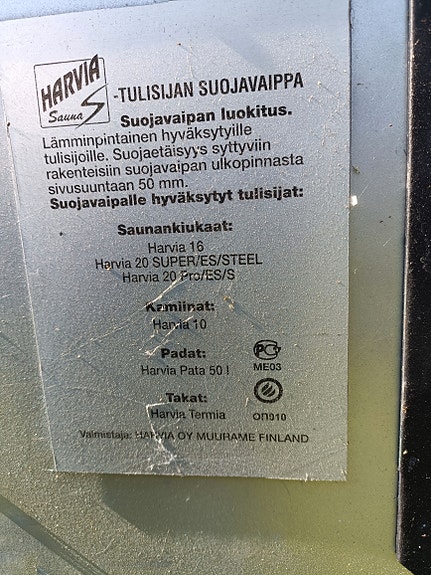 HARVIA
Sauna
-TULISIJAN SUOJAVAIPPA
Suojavaipan luokitus.
Lämminpintainen hyväksytyille
tulisijoille. Suojaetäisyys syttyviin
rakenteisiin suojavaipan ulkopinnasta
sivusuuntaan 50 mm.
Suojavaipalle hyväksytyt tulisijat:
Saunankiukaat:
Harvia 16
Harvia 20 SUPER/ES/STEEL
Harvia 20 Pro/ES/S
Kamiinat:
Harvia 10
Padat:
Harvia Pata 50 l
ME03
Takat:
Harvia Termia
ОП010
Valmistaja: HARVIA OY MUURAME FINLAND